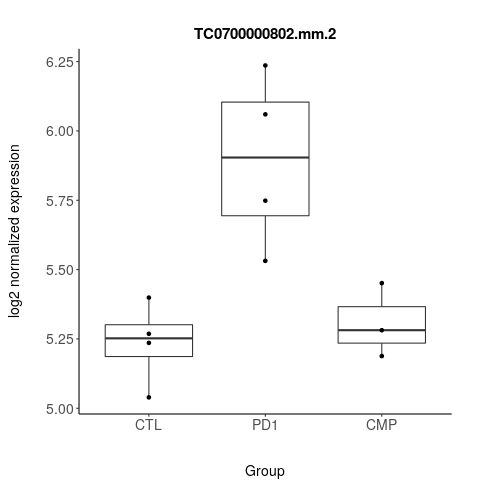 TC0700000802.mm.2
log2 normalized expression
6.25
6.00
5.75
5.50
5.25
5.00
CTL PD1 CMP
Group